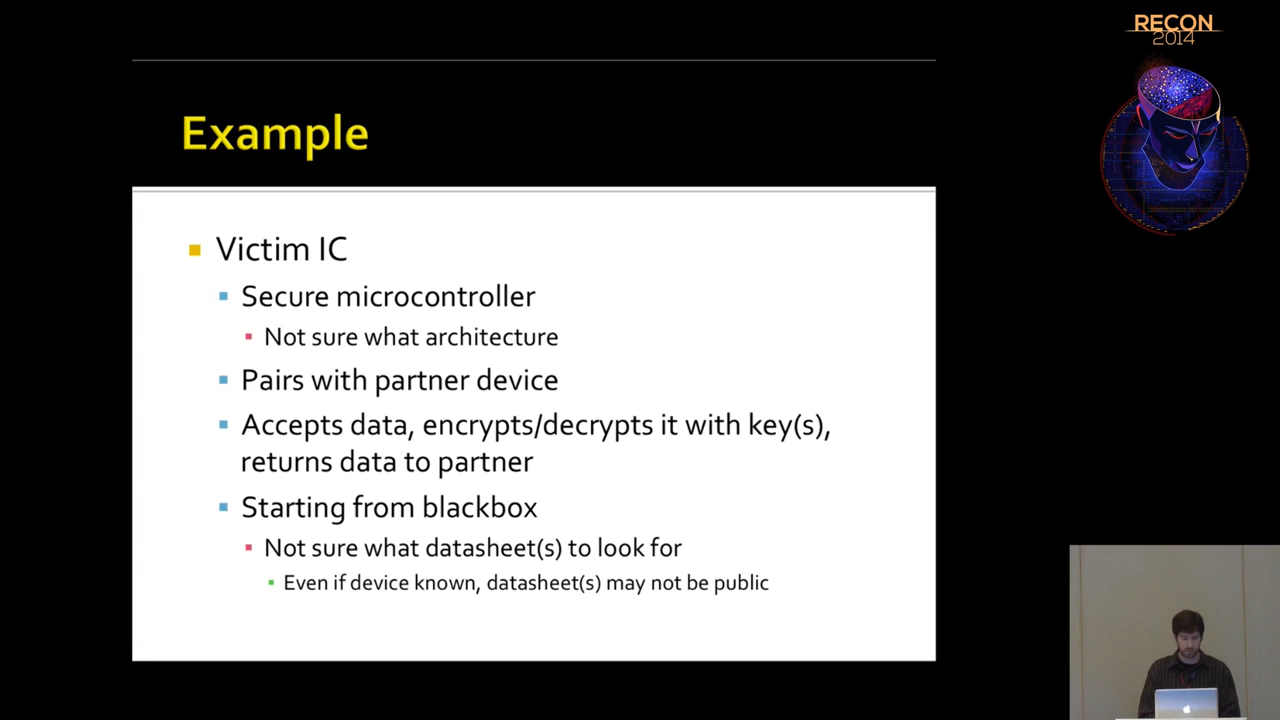 RECON
2014
Example
Victim IC
Secure microcontroller
Not sure what architecture
Pairs with partner device
Accepts data, encrypts/decrypts it with key(s),
returns data to partner
Starting from blackbox
Not sure what datasheet(s) to look for
Even if device known, datasheet(s) may not be public